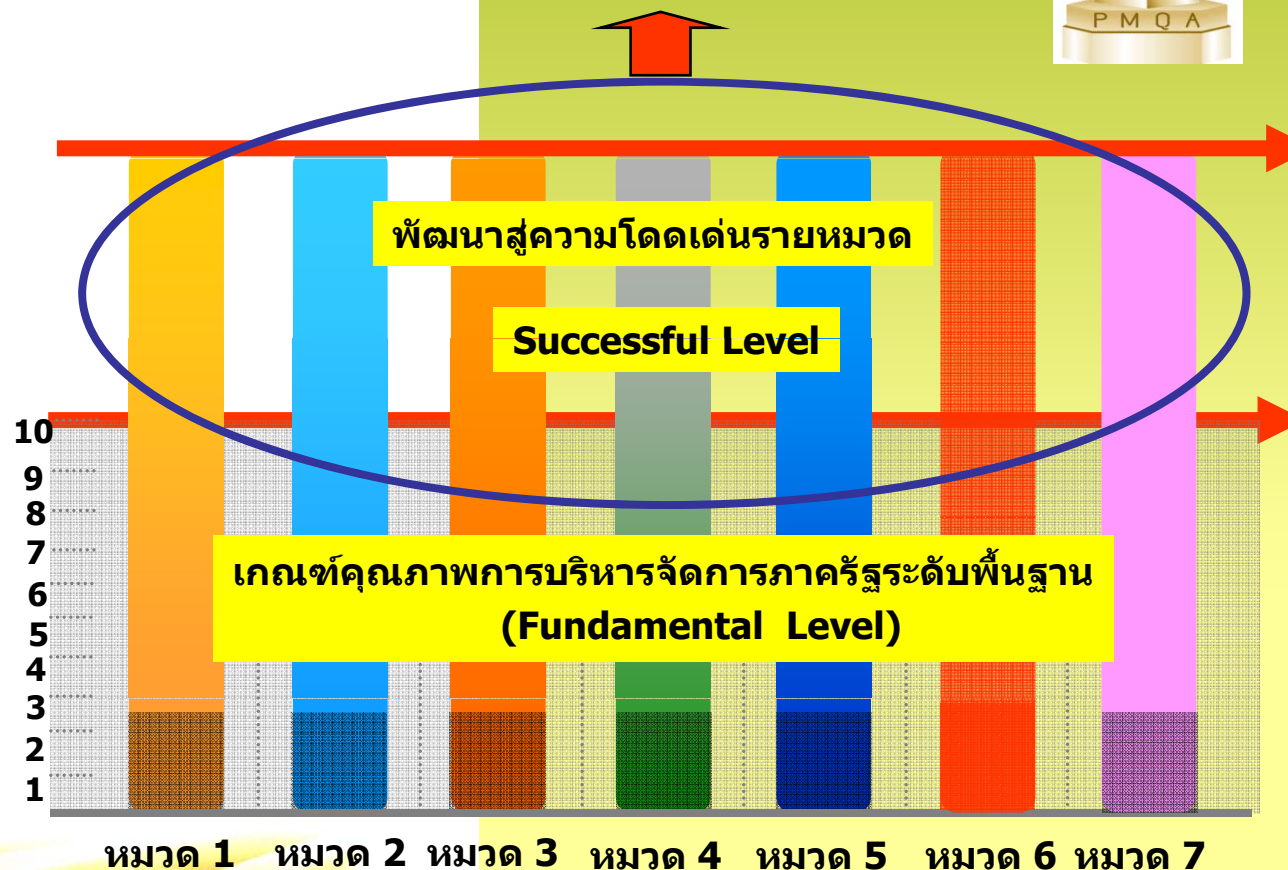 P M Q A
พัฒนาสู่ความโดดเด่นรายหมวด
Successful Level
10
9
8
7
6
5
4
3
2
1
เกณฑ์คุณภาพการบริหารจัดการภาครัฐระดับพื้นฐาน
(Fundamental Level)
หมวด 1 หมวด 2 หมวด 3 หมวด 4 หมวด 5 หมวด 6 หมวด 7